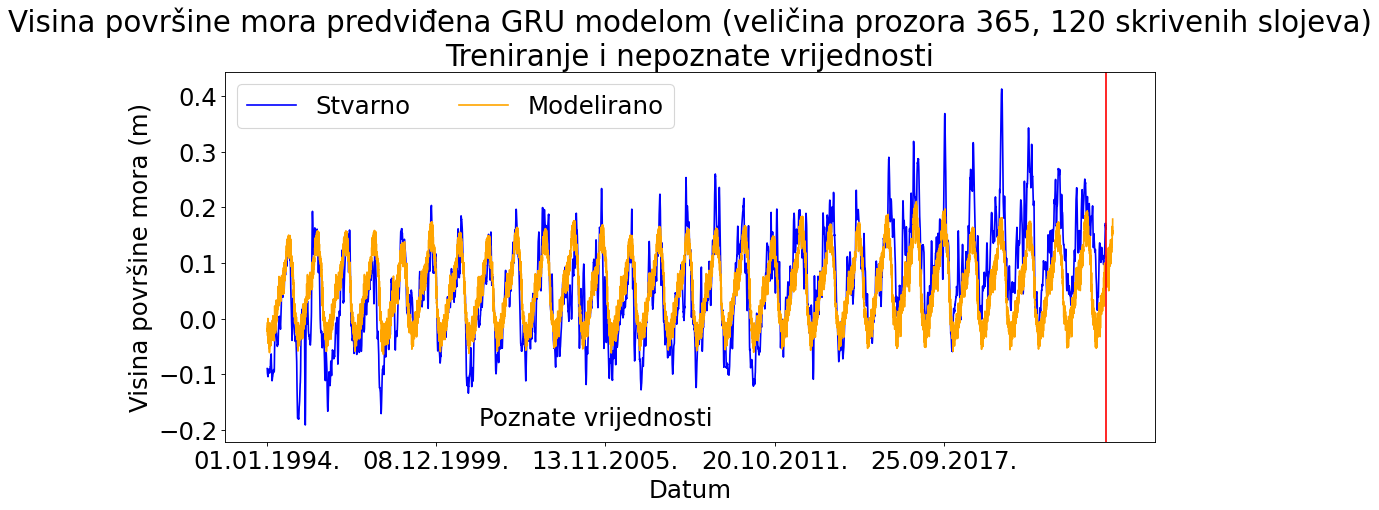 Visina površine mora predviđena GRU modelom (veličina prozora 365, 120 skrivenih slojeva)
Treniranje i nepoznate vrijednosti
Stvarno
Modelirano
Visina površine mora (m)
0.4
0.3
0.2
0.1
0.0
−0.1
−0.2
Poznate vrijednosti
01.01.1994.
08.12.1999.
13.11.2005.
20.10.2011.
25.09.2017.
Datum